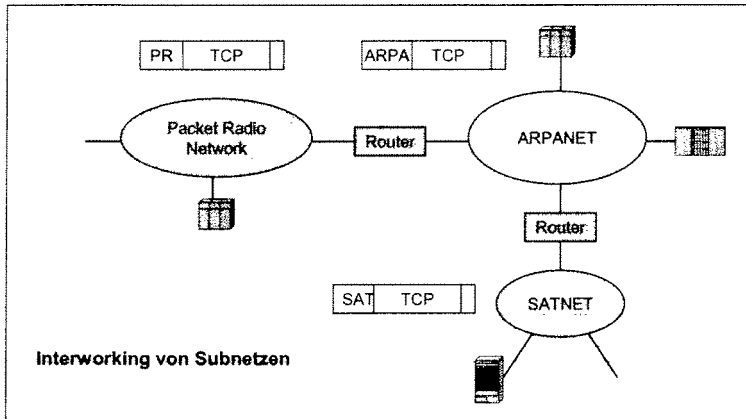 PR TCP
ARPA TCP
Packet Radio
Network
Router
ARPANET
Router
SAT TCP
SATNET
Interworking von Subnetzen